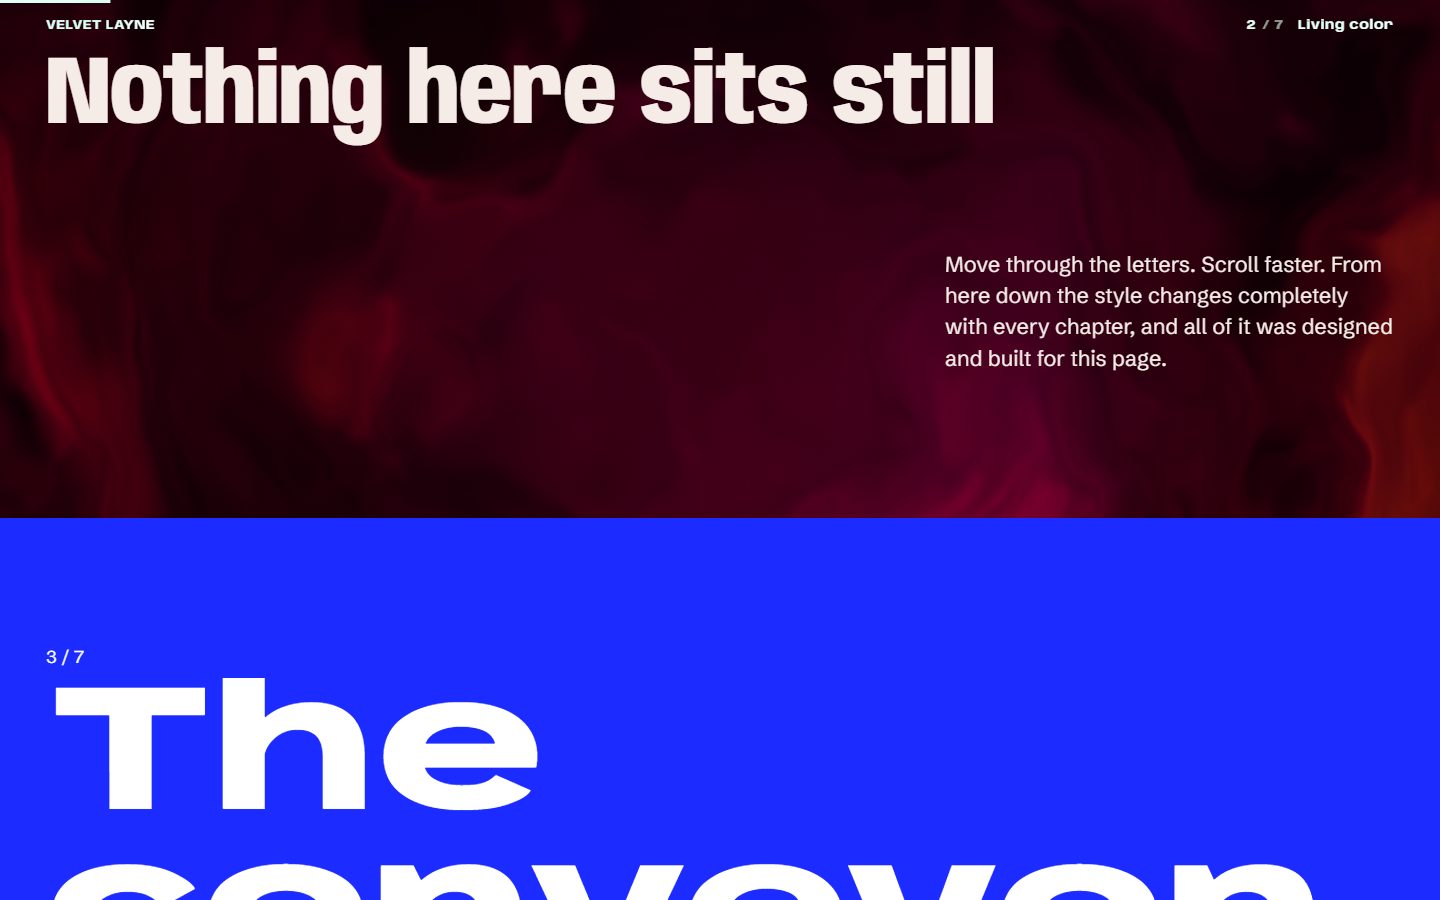 VELVET LAYNE
2 / 7 Living color
Nothing here sits still
Move through the letters. Scroll faster. From
here down the style changes completely
with every chapter, and all of it was designed
and built for this page.
3 / 7
The